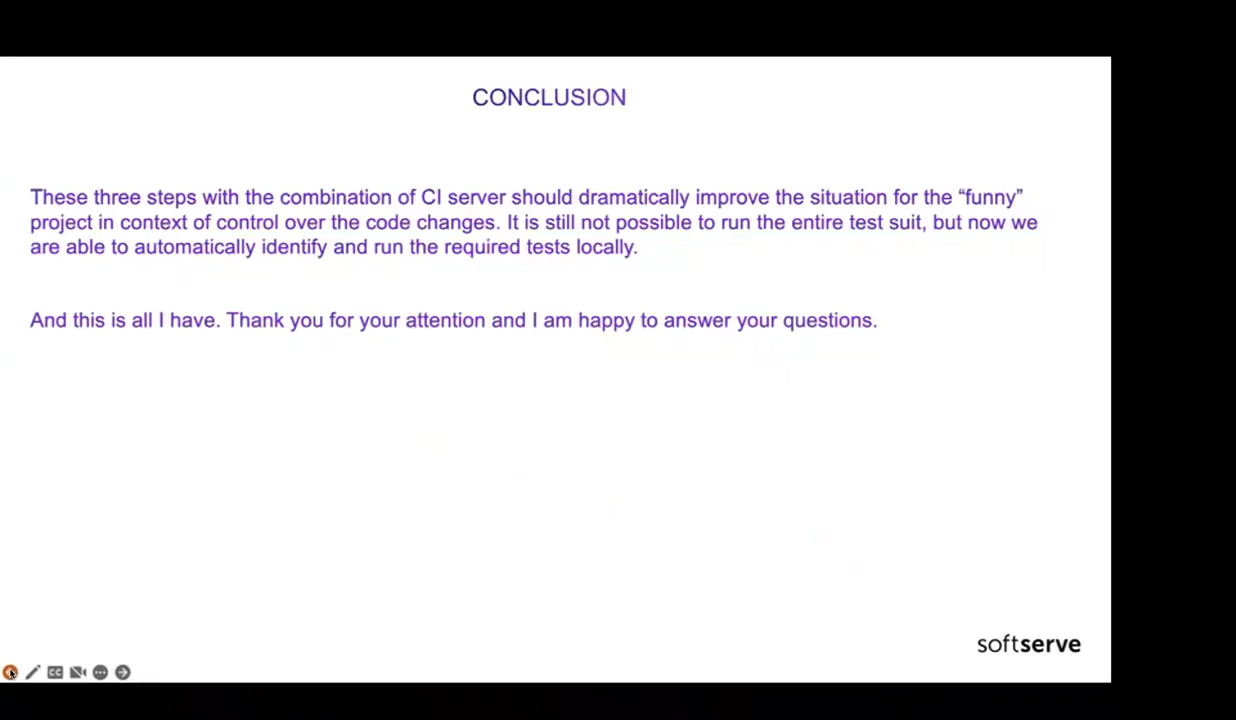 CONCLUSION
These three steps with the combination of CI server should dramatically improve the situation for the “funny”
project in context of control over the code changes. It is still not possible to run the entire test suit, but now we
are able to automatically identify and run the required tests locally.
And this is all I have. Thank you for your attention and I am happy to answer your questions.
softserve
CC